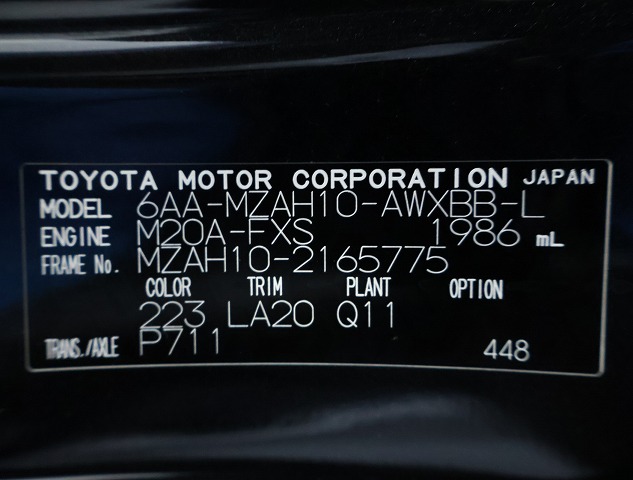 TOYOTA MOTOR CORPORATION JAPAN
MODEL 6AA-MZAH10-AWXBB-L
ENGINE M20A-FXS 1986 mL
FRAME No. MZAH10-2165775
COLOR TRIM PLANT OPTION
223 LA20 Q11
TRANS./AXLE P711 448